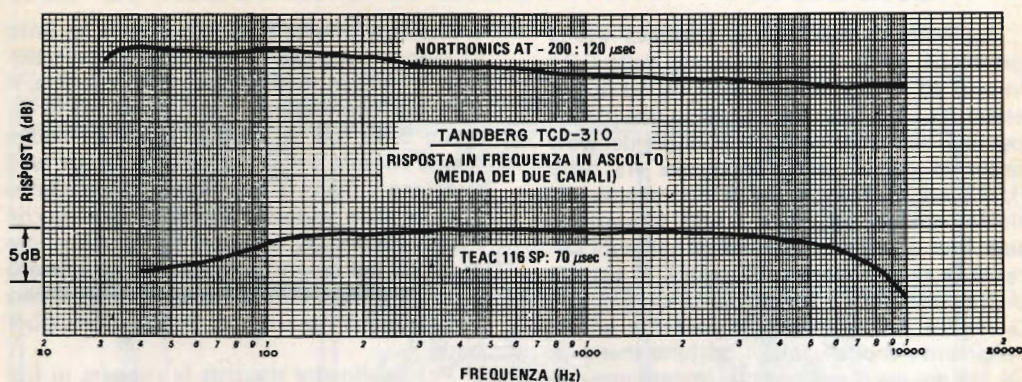 NORTRONICS AT - 200 : 120 µsec
TANDBERG TCD-310
RISPOSTA IN FREQUENZA IN ASCOLTO
(MEDIA DEI DUE CANALI)
RISPOSTA (dB)
5 dB
TEAC 116 SP: 70 µsec
2 3 4 5 6 7 8 9 1 2 3 4 5 6 7 8 9 1 2 3 4 5 6 7 8 9 1 2
20 100 1000 10000 20000
FREQUENZA (Hz)